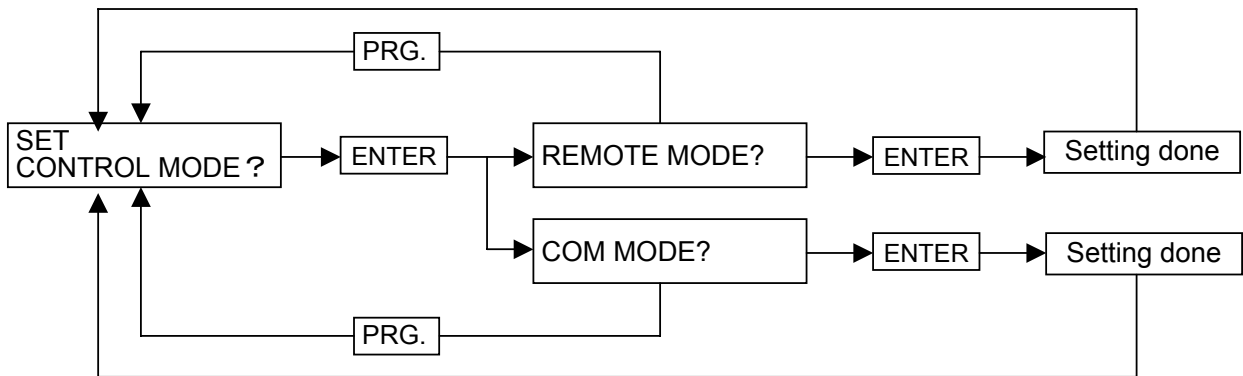 PRG.
SET
CONTROL MODE？
ENTER
REMOTE MODE?
ENTER
Setting done
COM MODE?
ENTER
Setting done
PRG.